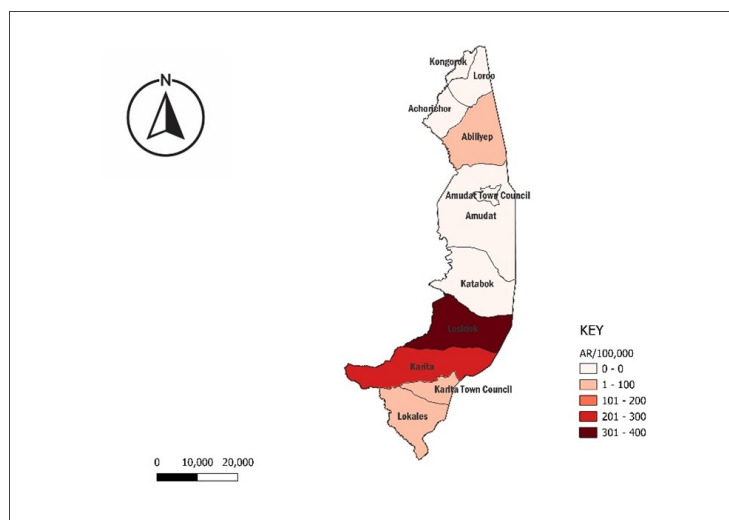 N
Kongorok
Loroo
Achorichor
Abiliyep
Amudat Town Council
Amudat
Katabok
Losidok
Karita
Karita Town Council
Lokales
KEY
AR/100,000
0 - 0
1 - 100
101 - 200
201 - 300
301 - 400
0 10,000 20,000